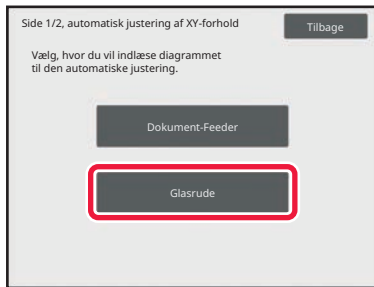 Side 1/2, automatisk justering af XY-forhold
Tilbage
Vælg, hvor du vil indlæse diagrammet
til den automatiske justering.
Dokument-Feeder
Glasrude